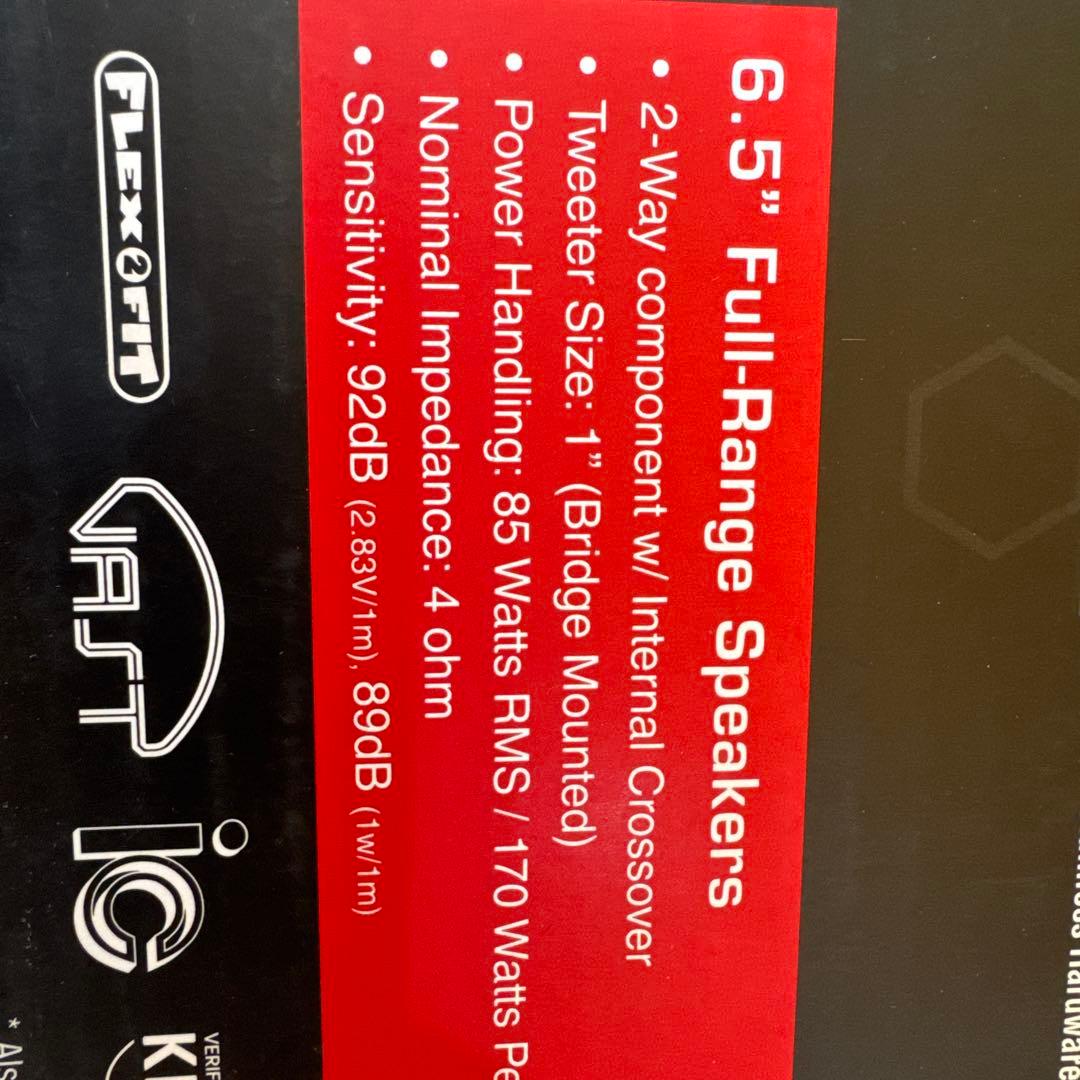 6.5” Full-Range Speakers
• 2-Way component w/ Internal Crossover
• Tweeter Size: 1” (Bridge Mounted)
• Power Handling: 85 Watts RMS / 170 Watts Pe
• Nominal Impedance: 4 ohm
• Sensitivity: 92dB (2.83V/1m), 89dB (1w/1m)
FLEX2FIT VAST ic
VERIF
K
* Als